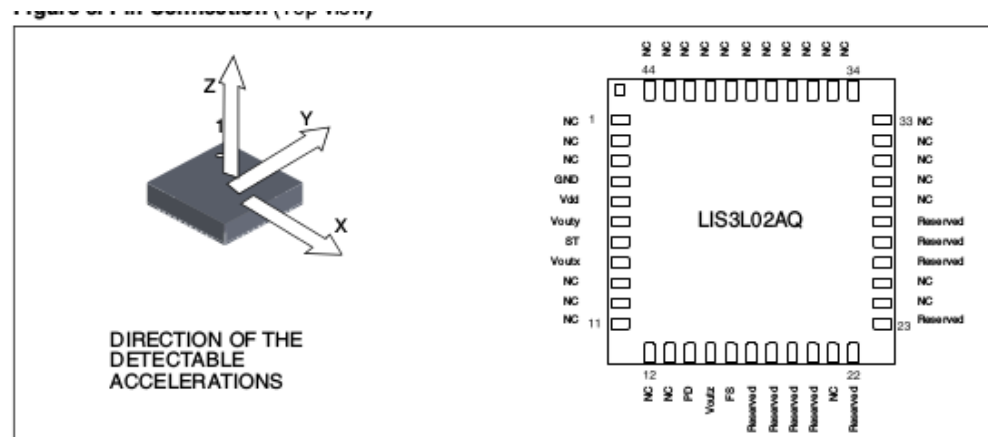 Figure 3. Pin Connection (Top view)
Z
Y
1
X
DIRECTION OF THE
DETECTABLE
ACCELERATIONS
NC NC NC NC NC NC NC NC NC NC NC
44 34
NC 1
NC
NC
GND
Vdd
Vouty
ST
Voutx
NC
NC
NC 11
LIS3L02AQ
33 NC
NC
NC
NC
NC
Reserved
Reserved
Reserved
NC
NC
23 Reserved
12 22
NC NC PD Voutz FS Reserved Reserved Reserved Reserved NC Reserved